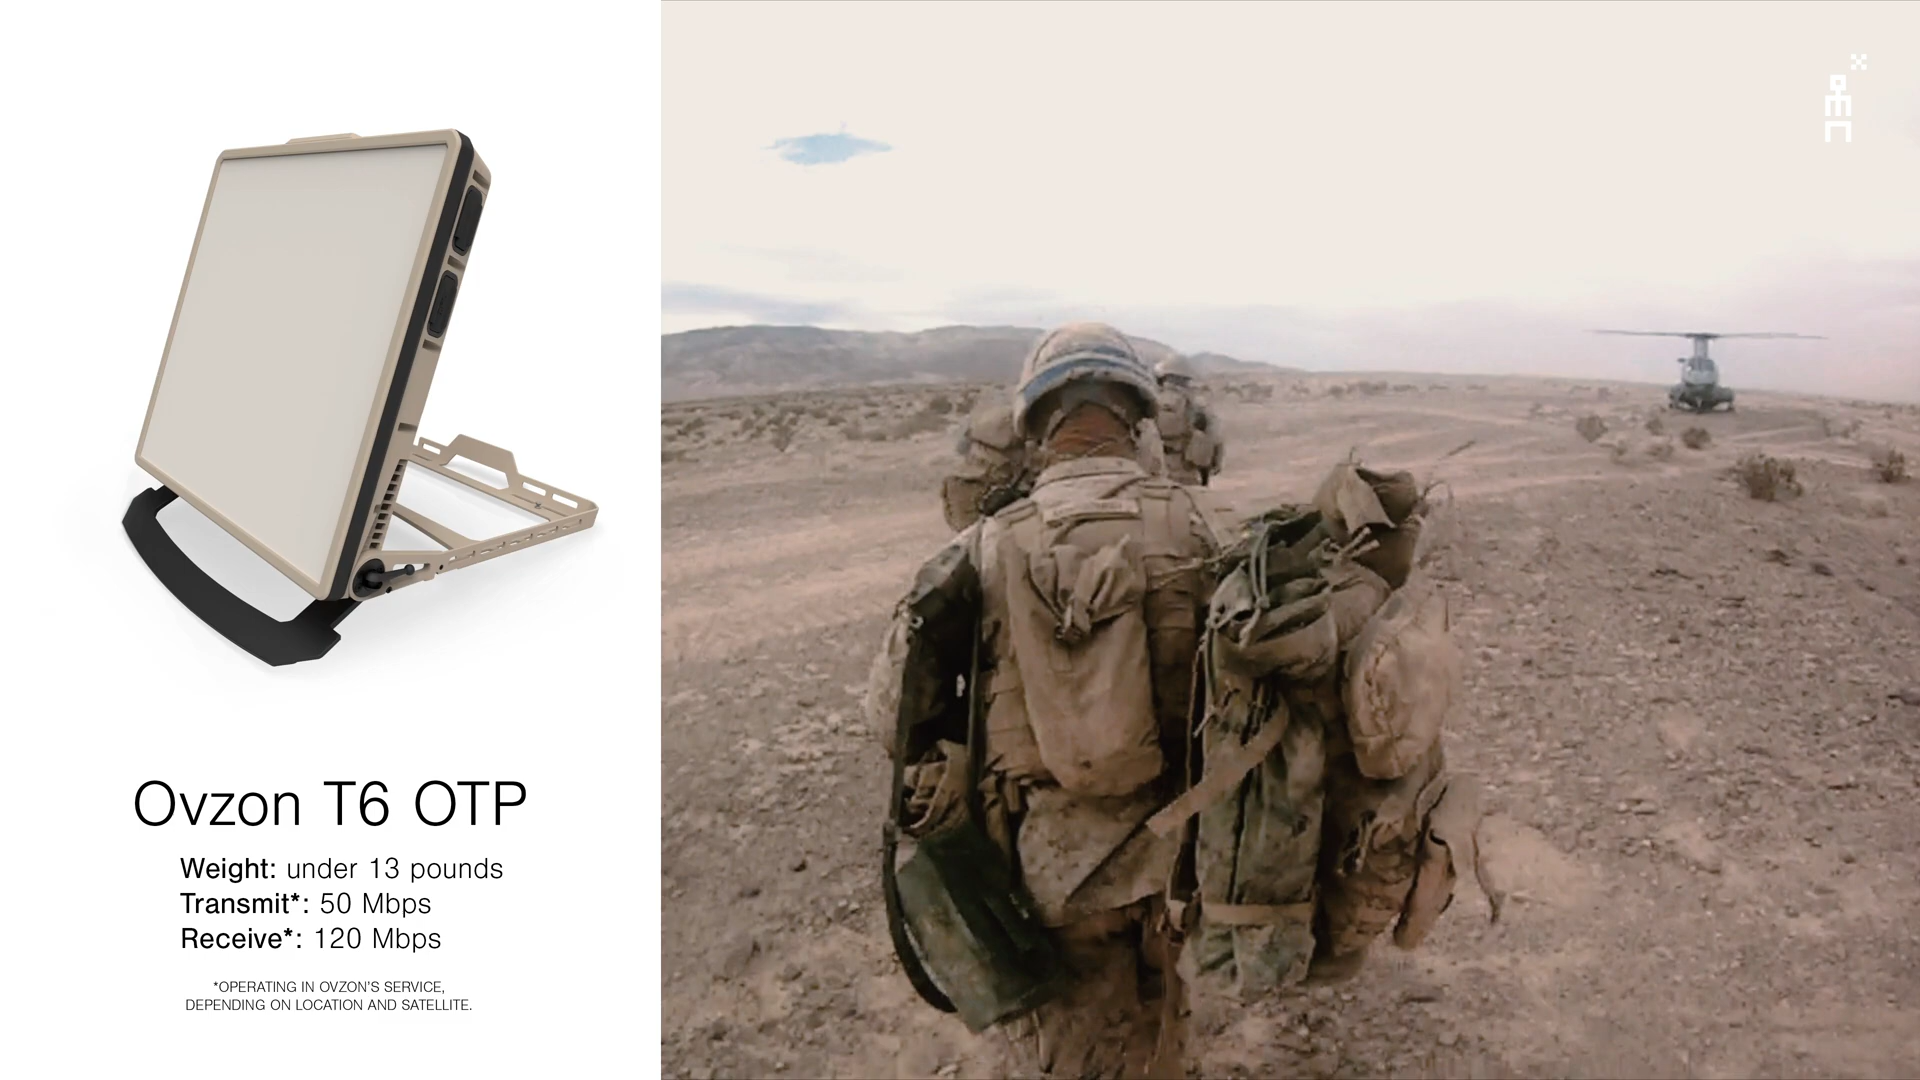 Ovzon T6 OTP
Weight: under 13 pounds
Transmit*: 50 Mbps
Receive*: 120 Mbps
*OPERATING IN OVZON'S SERVICE,
DEPENDING ON LOCATION AND SATELLITE.